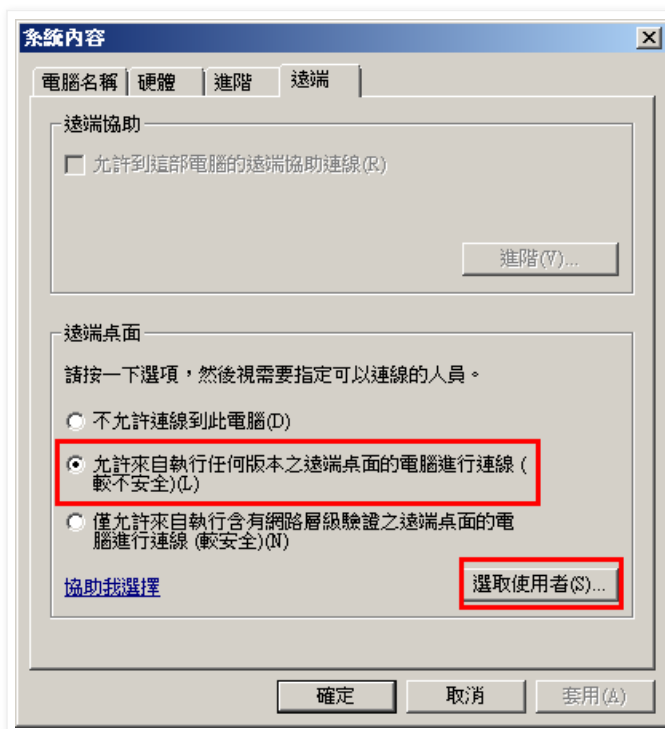 系統內容
電腦名稱 硬體 進階 遠端
遠端協助
允許到這部電腦的遠端協助連線(R)
進階(V)...
遠端桌面
請按一下選項，然後視需要指定可以連線的人員。
不允許連線到此電腦(D)
允許來自執行任何版本之遠端桌面的電腦進行連線 (
較不安全)(L)
僅允許來自執行含有網路層級驗證之遠端桌面的電
腦進行連線 (較安全)(N)
協助我選擇
選取使用者(S)...
確定 取消 套用(A)